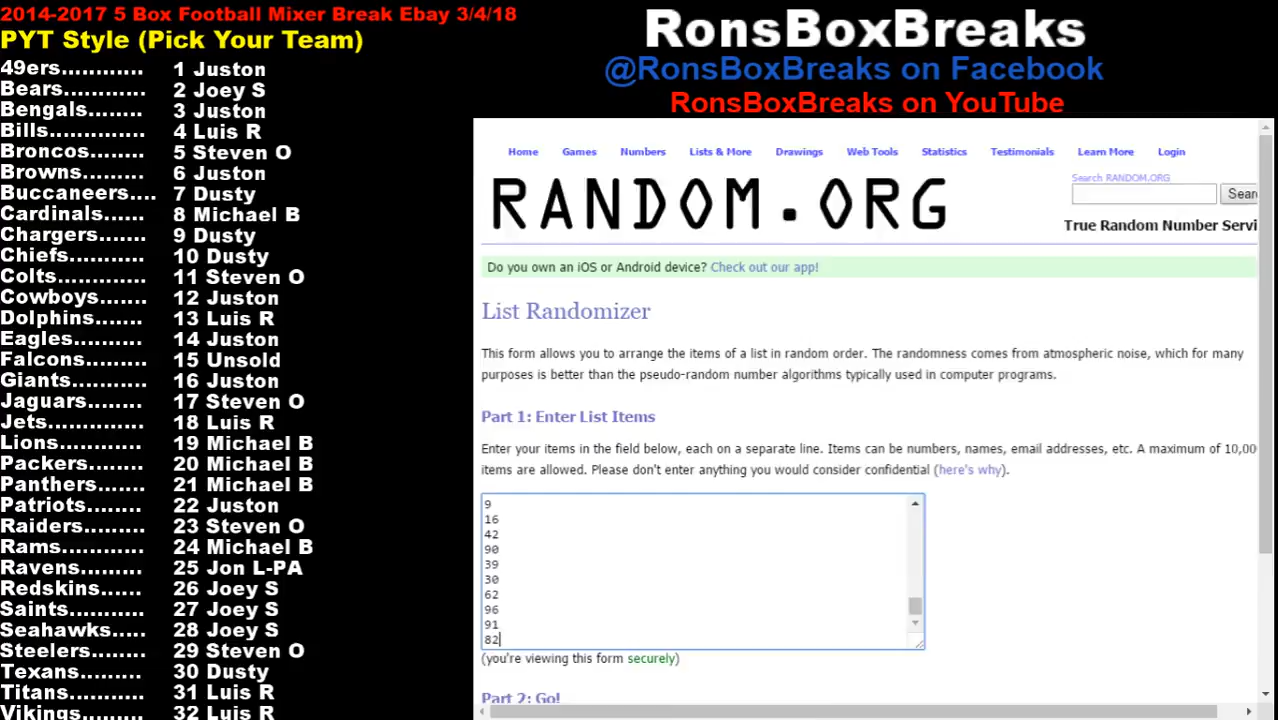 2014-2017 5 Box Football Mixer Break Ebay 3/4/18
PYT Style (Pick Your Team)
49ers............ 1 Juston
Bears............ 2 Joey S
Bengals........ 3 Juston
Bills.............. 4 Luis R
Broncos........ 5 Steven O
Browns.......... 6 Juston
Buccaneers.... 7 Dusty
Cardinals...... 8 Michael B
Chargers....... 9 Dusty
Chiefs........... 10 Dusty
Colts............. 11 Steven O
Cowboys....... 12 Juston
Dolphins....... 13 Luis R
Eagles.......... 14 Juston
Falcons......... 15 Unsold
Giants........... 16 Juston
Jaguars........ 17 Steven O
Jets.............. 18 Luis R
Lions............ 19 Michael B
Packers........ 20 Michael B
Panthers....... 21 Michael B
Patriots........ 22 Juston
Raiders......... 23 Steven O
Rams............ 24 Michael B
Ravens......... 25 Jon L-PA
Redskins...... 26 Joey S
Saints........... 27 Joey S
Seahawks..... 28 Joey S
Steelers........ 29 Steven O
Texans......... 30 Dusty
Titans........... 31 Luis R
Vikings......... 32 Luis R
RonsBoxBreaks
@RonsBoxBreaks on Facebook
RonsBoxBreaks on YouTube
Home Games Numbers Lists & More Drawings Web Tools Statistics Testimonials Learn More Login
Search RANDOM.ORG
RANDOM.ORG
Sear
True Random Number Servi
Do you own an iOS or Android device? Check out our app!
List Randomizer
This form allows you to arrange the items of a list in random order. The randomness comes from atmospheric noise, which for many
purposes is better than the pseudo-random number algorithms typically used in computer programs.
Part 1: Enter List Items
Enter your items in the field below, each on a separate line. Items can be numbers, names, email addresses, etc. A maximum of 10,00
items are allowed. Please don't enter anything you would consider confidential (here's why).
9
16
42
90
39
30
62
96
91
82
(you're viewing this form securely)
Part 2: Go!